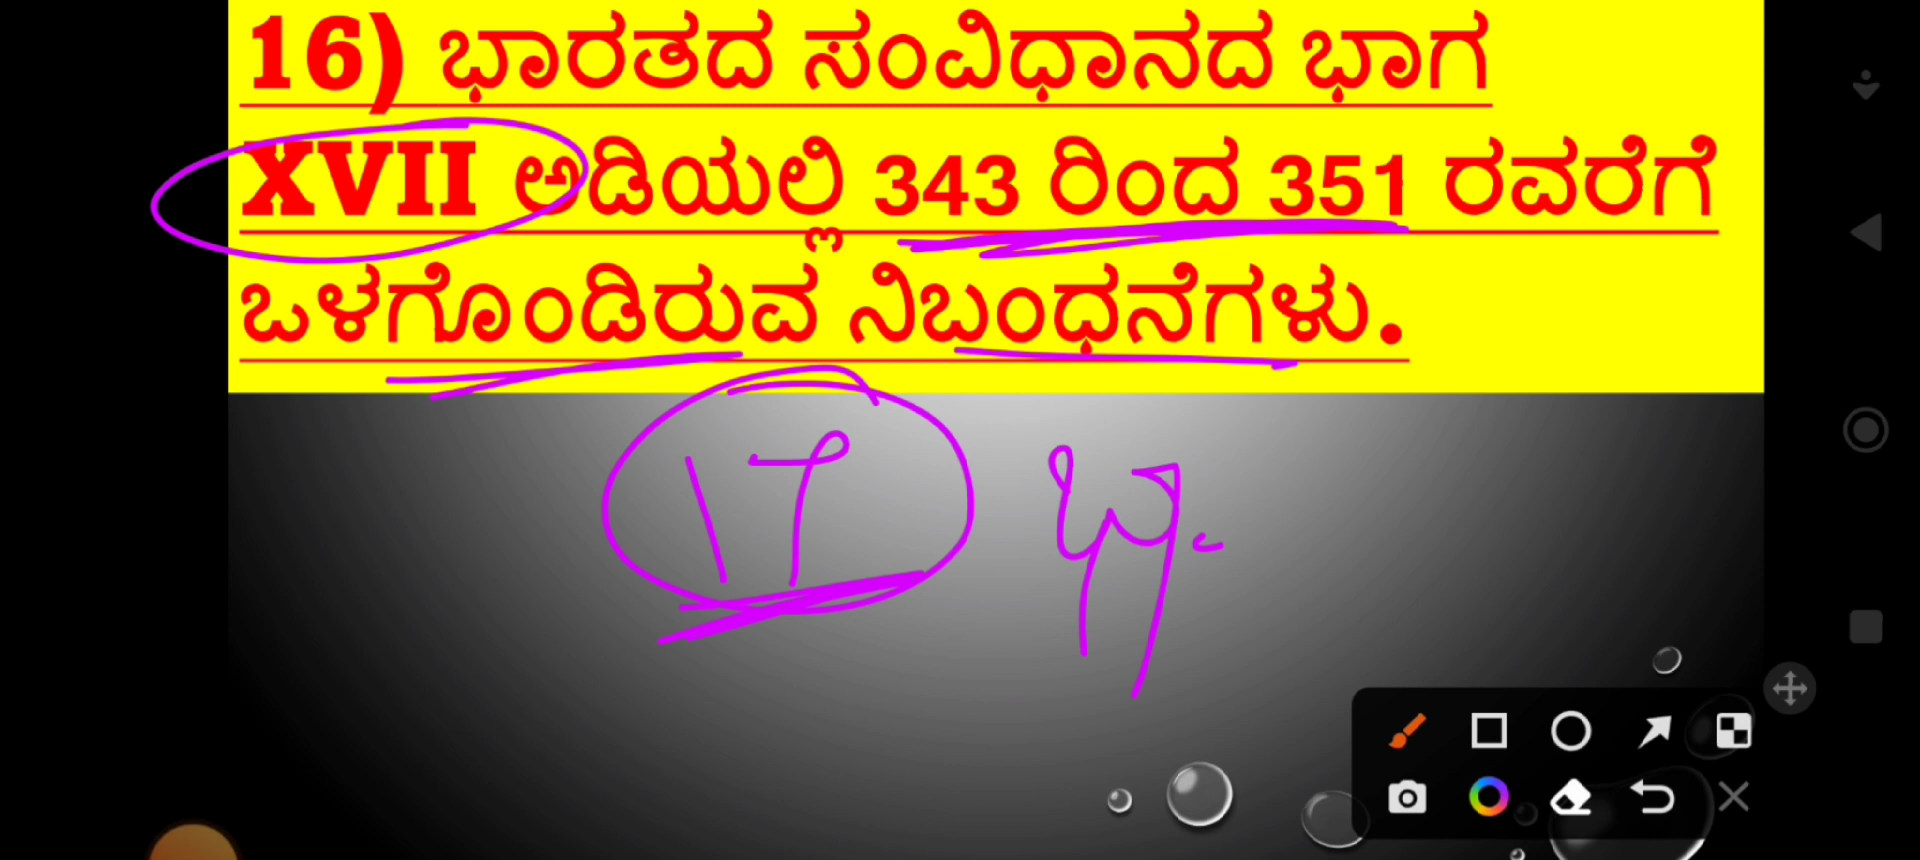 16) ಭಾರತದ ಸಂವಿಧಾನದ ಭಾಗ
XVII ಅಡಿಯಲ್ಲಿ 343 ರಿಂದ 351 ರವರೆಗೆ
ಒಳಗೊಂಡಿರುವ ನಿಬಂಧನೆಗಳು.
17